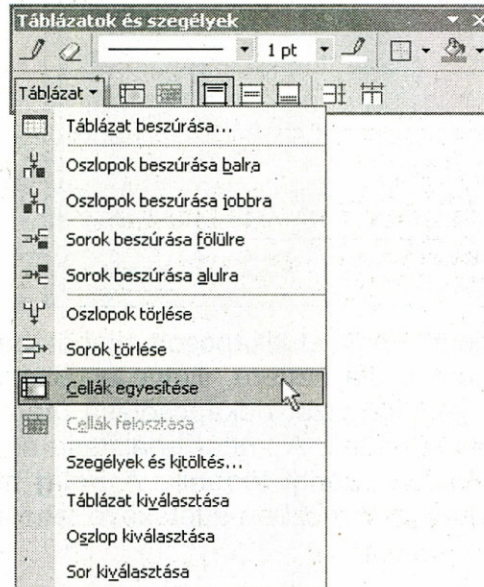 Táblázatok és szegélyek
1 pt
Táblázat
Táblázat beszúrása...
Oszlopok beszúrása balra
Oszlopok beszúrása jobbra
Sorok beszúrása fölülre
Sorok beszúrása alulra
Oszlopok törlése
Sorok törlése
Cellák egyesítése
Cellák felosztása
Szegélyek és kitöltés...
Táblázat kiválasztása
Oszlop kiválasztása
Sor kiválasztása